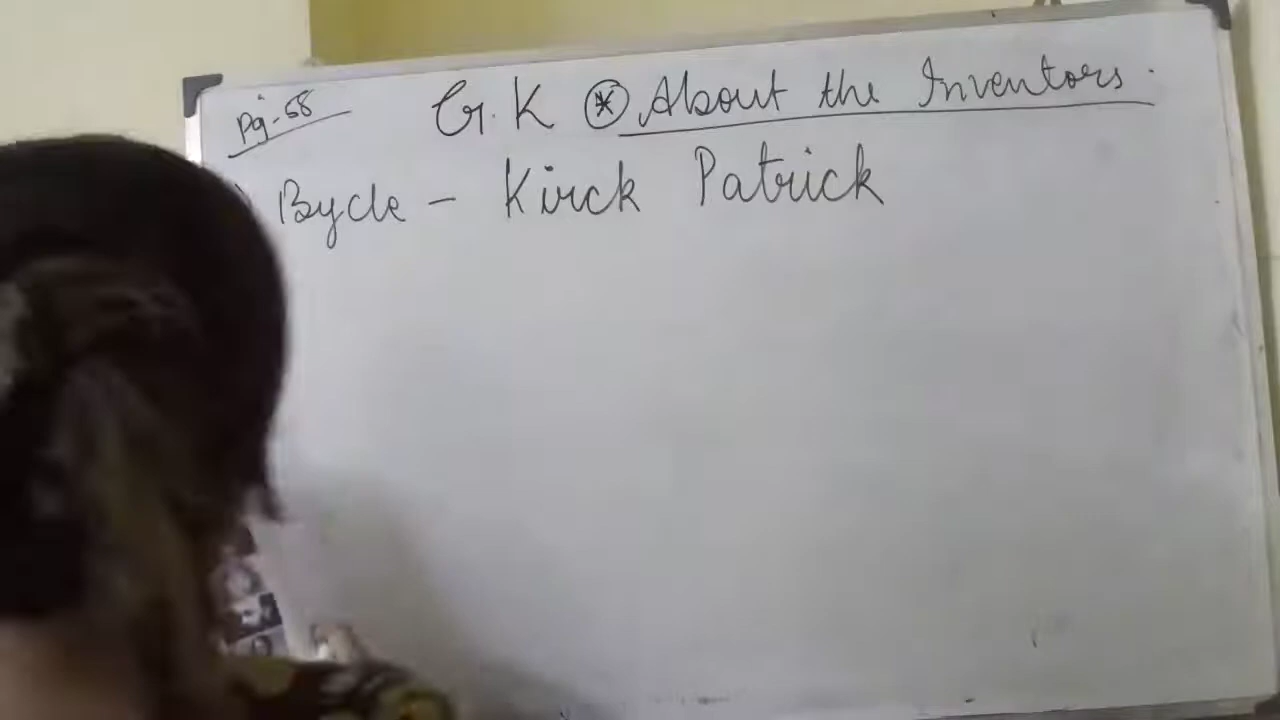 Pg-58
G.K ⊛ About the Inventors.
) Bycle - Kirck Patrick